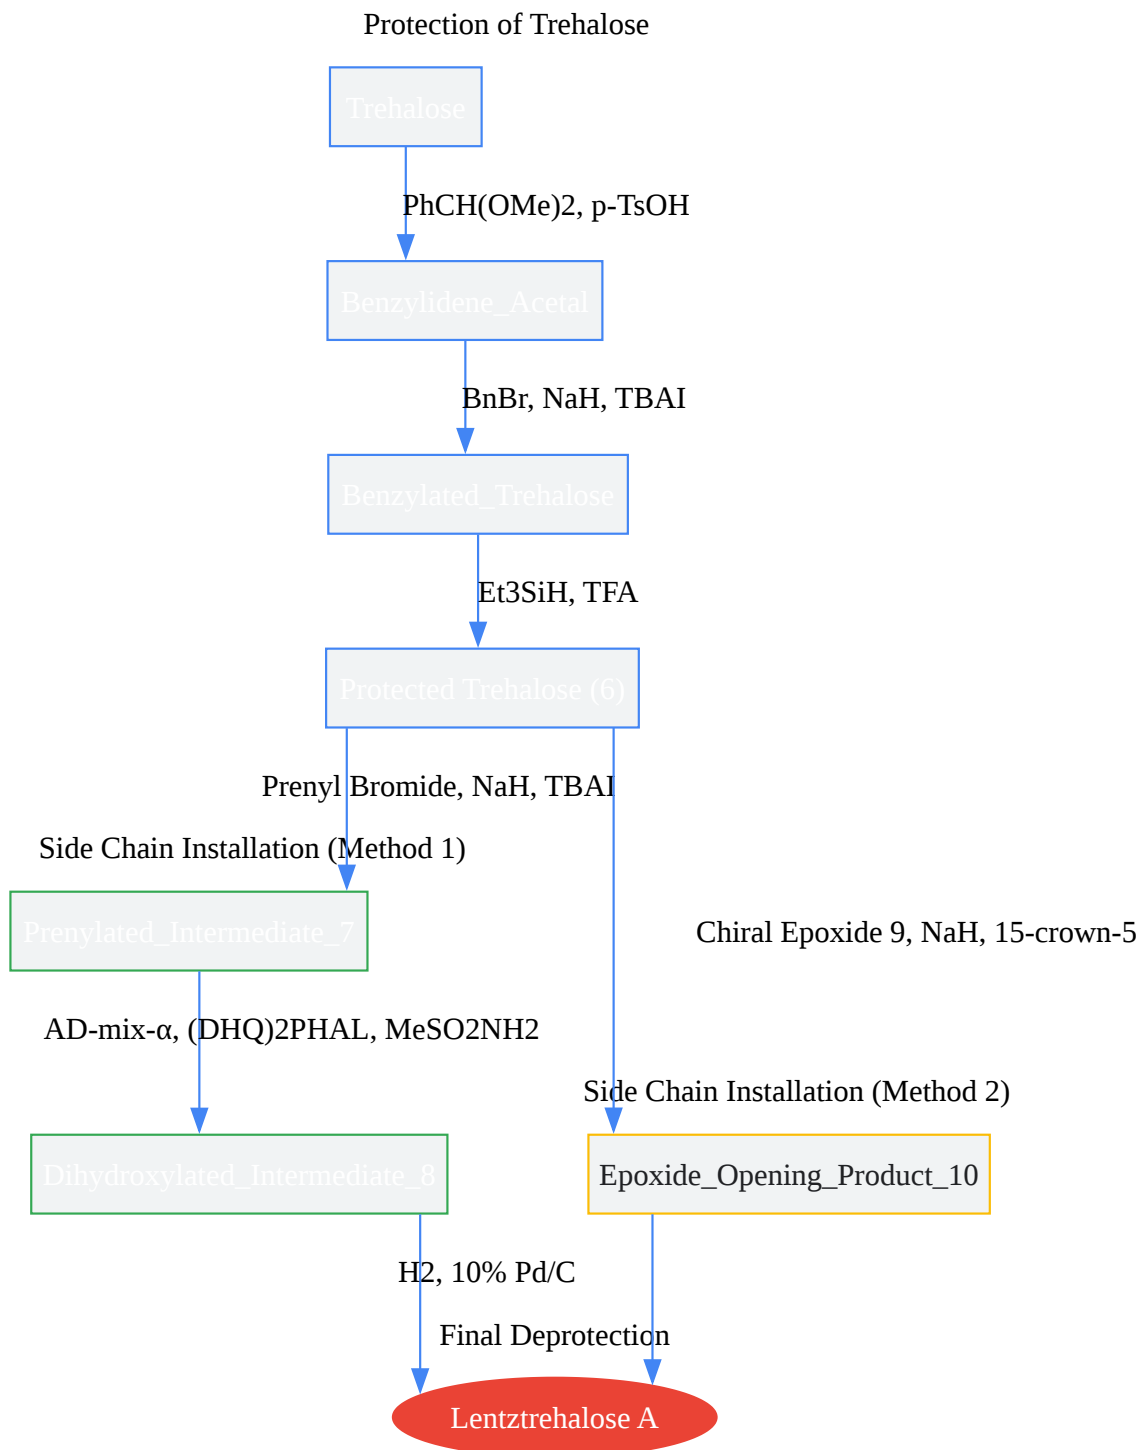 Protection of Trehalose
Trehalose
PhCH(OMe)2, p-TsOH
Benzylidene_Acetal
BnBr, NaH, TBAI
Benzylated_Trehalose
Et3SiH, TFA
Protected Trehalose (6)
Prenyl Bromide, NaH, TBAI
Side Chain Installation (Method 1)
Prenylated_Intermediate_7
Chiral Epoxide 9, NaH, 15-crown-5
AD-mix-α, (DHQ)2PHAL, MeSO2NH2
Side Chain Installation (Method 2)
Dihydroxylated_Intermediate_8
Epoxide_Opening_Product_10
H2, 10% Pd/C
Final Deprotection
Lentztrehalose A